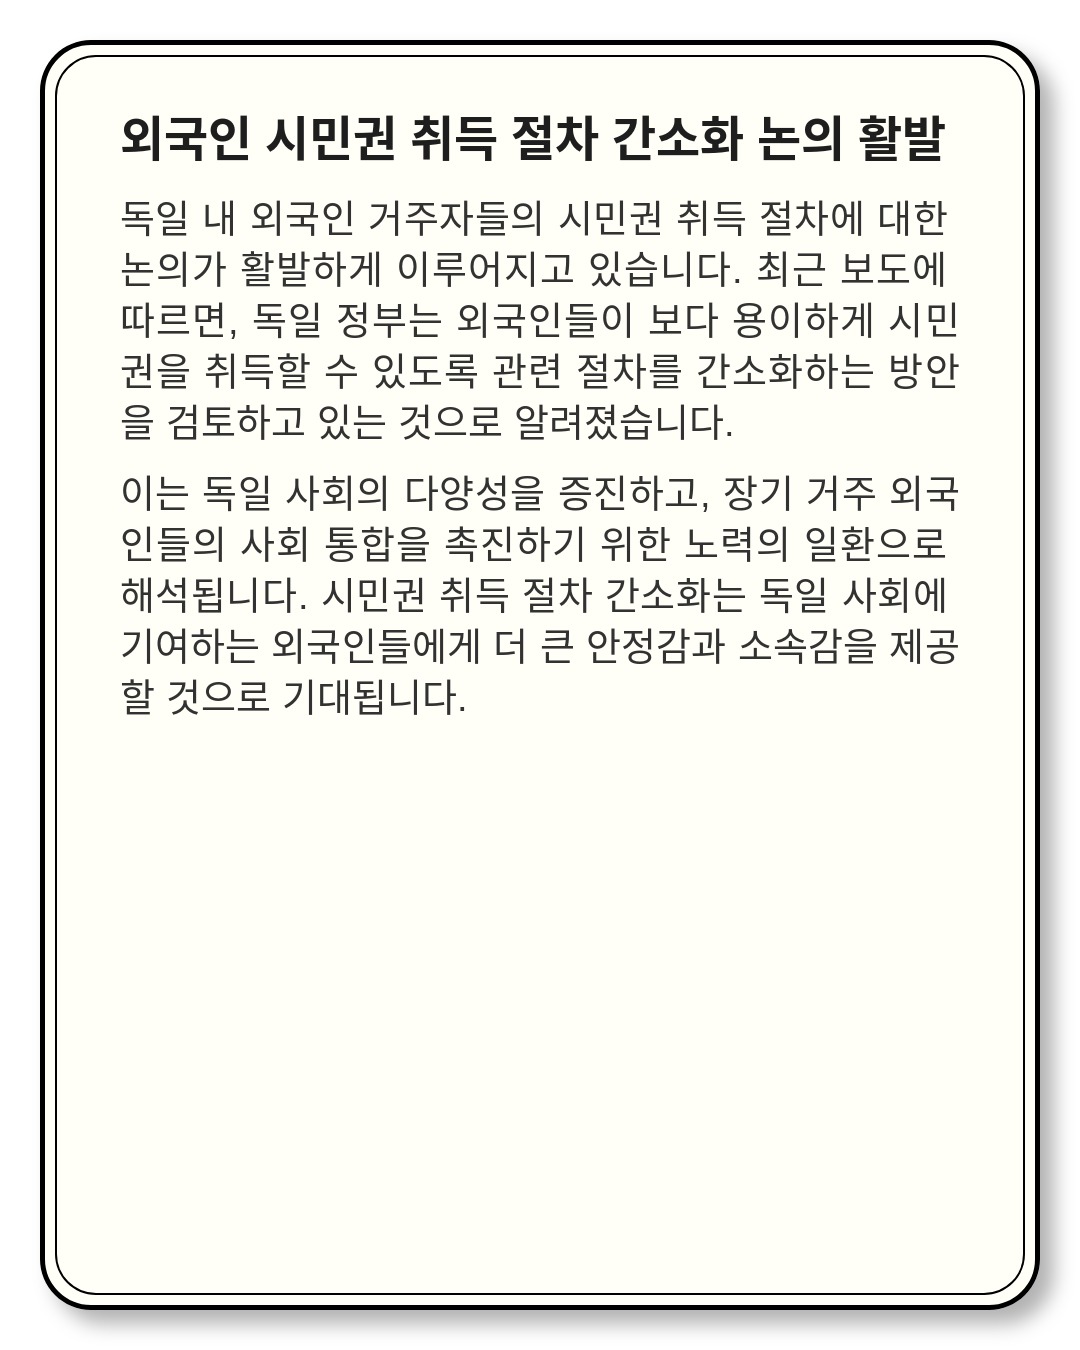 외국인 시민권 취득 절차 간소화 논의 활발
독일 내 외국인 거주자들의 시민권 취득 절차에 대한
논의가 활발하게 이루어지고 있습니다. 최근 보도에
따르면, 독일 정부는 외국인들이 보다 용이하게 시민
권을 취득할 수 있도록 관련 절차를 간소화하는 방안
을 검토하고 있는 것으로 알려졌습니다.
이는 독일 사회의 다양성을 증진하고, 장기 거주 외국
인들의 사회 통합을 촉진하기 위한 노력의 일환으로
해석됩니다. 시민권 취득 절차 간소화는 독일 사회에
기여하는 외국인들에게 더 큰 안정감과 소속감을 제공
할 것으로 기대됩니다.